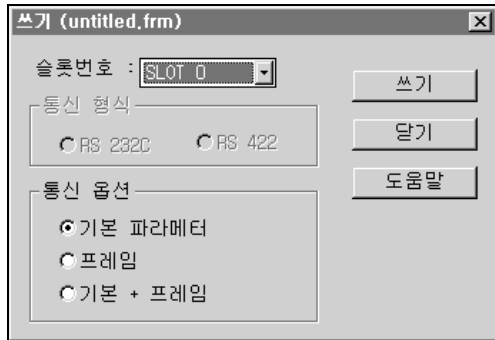 쓰기 (untitled.frm)
슬롯번호 : SLOT 0
통신 형식
RS 232C RS 422
통신 옵션
기본 파라메터
프레임
기본 + 프레임
쓰기
닫기
도움말